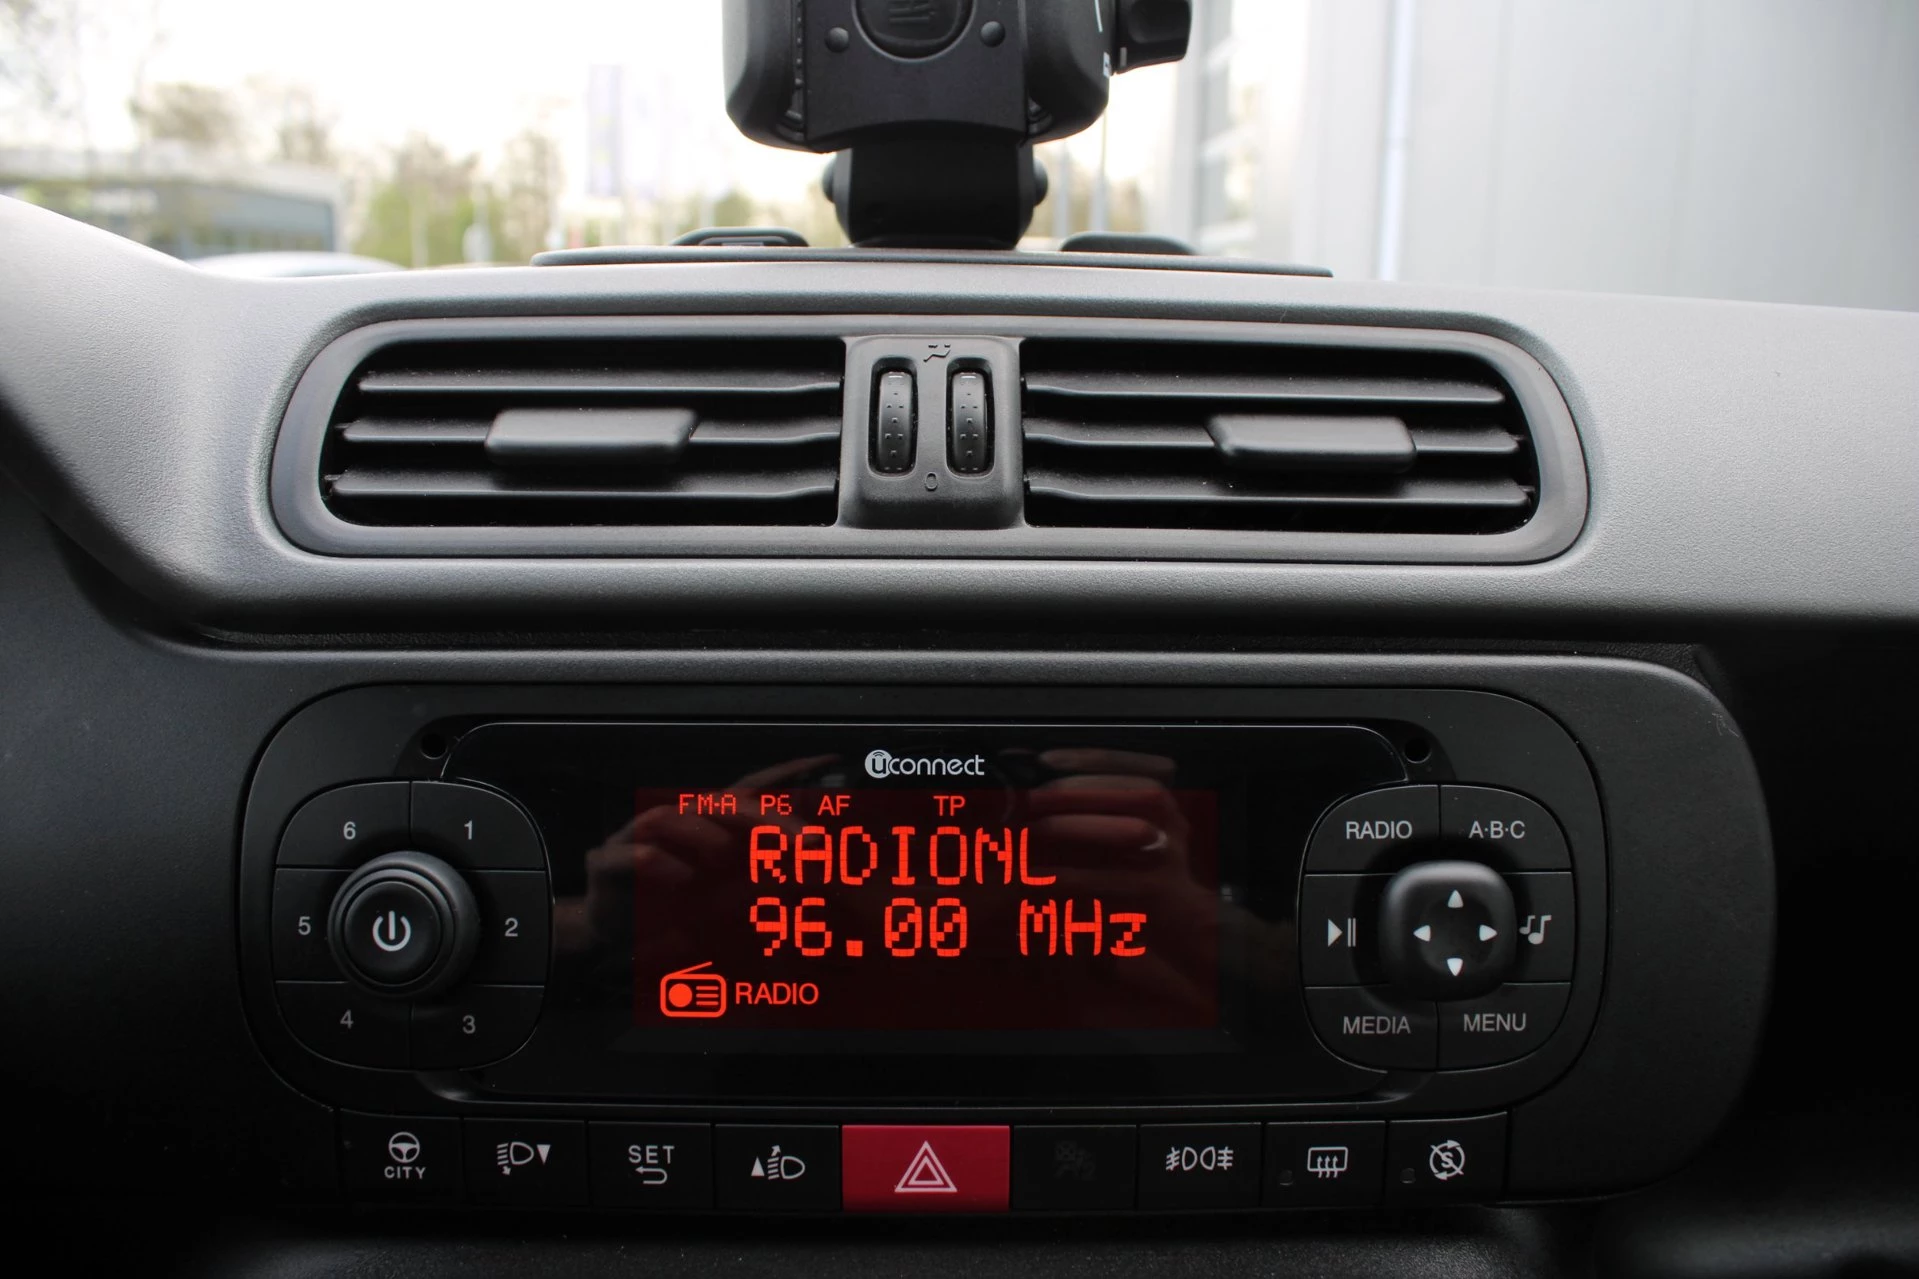 uconnect
FM-A P6 AF TP
RADIONL
96.00 MHz
RADIO
6 1
5 2
4 3
RADIO A·B·C
MEDIA MENU
CITY
SET
0